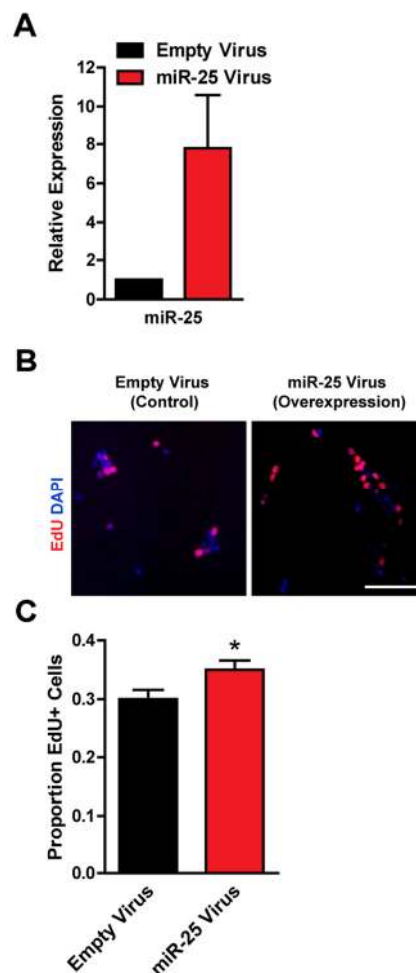 A
Empty Virus
miR-25 Virus
Relative Expression
12
10
8
6
4
2
0
miR-25
B
Empty Virus
(Control)
miR-25 Virus
(Overexpression)
EdU DAPI
C
*
Proportion EdU+ Cells
0.4
0.3
0.2
0.1
0.0
Empty Virus
miR-25 Virus